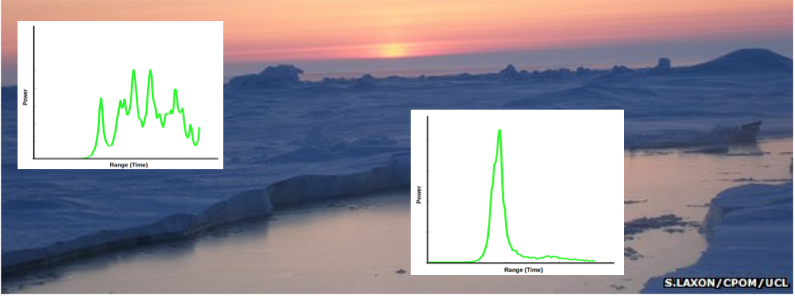 Power
Range (Time)
Power
Range (Time)
S.LAXON/CPOM/UCL